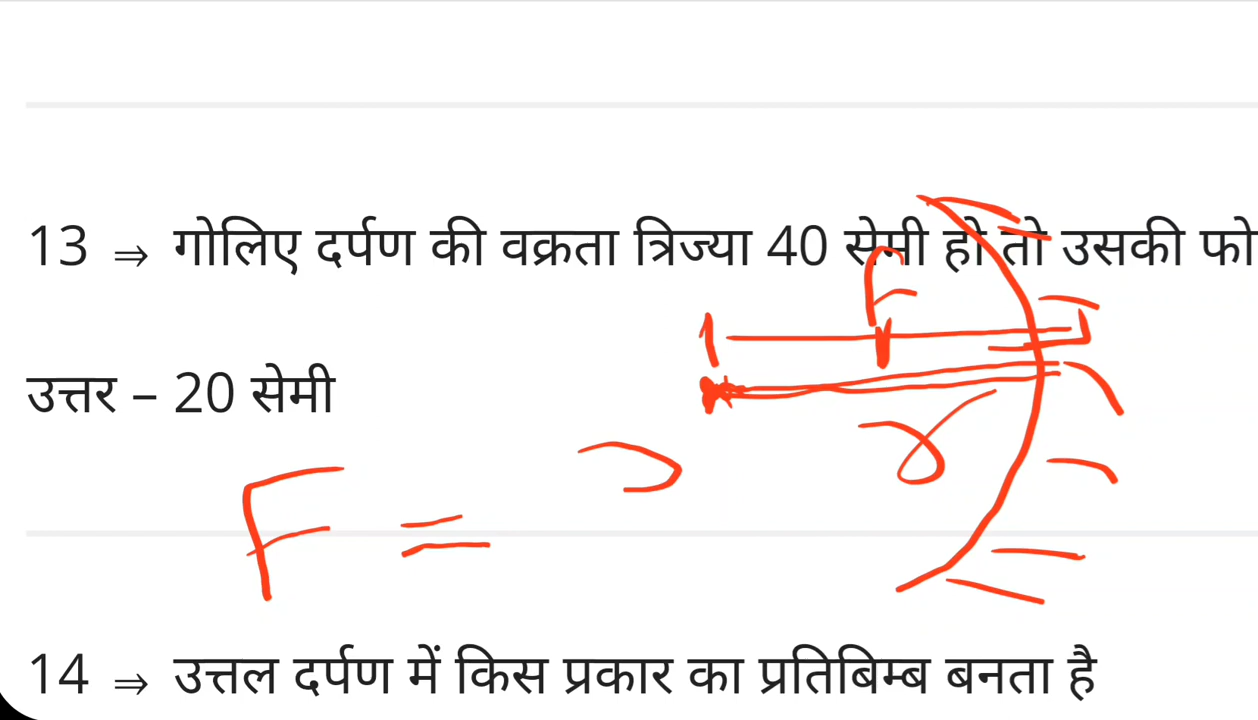 13 ⇒ गोलिए दर्पण की वक्रता त्रिज्या 40 सेमी हो तो उसकी फो
F
उत्तर – 20 सेमी
F =
14 ⇒ उत्तल दर्पण में किस प्रकार का प्रतिबिम्ब बनता है